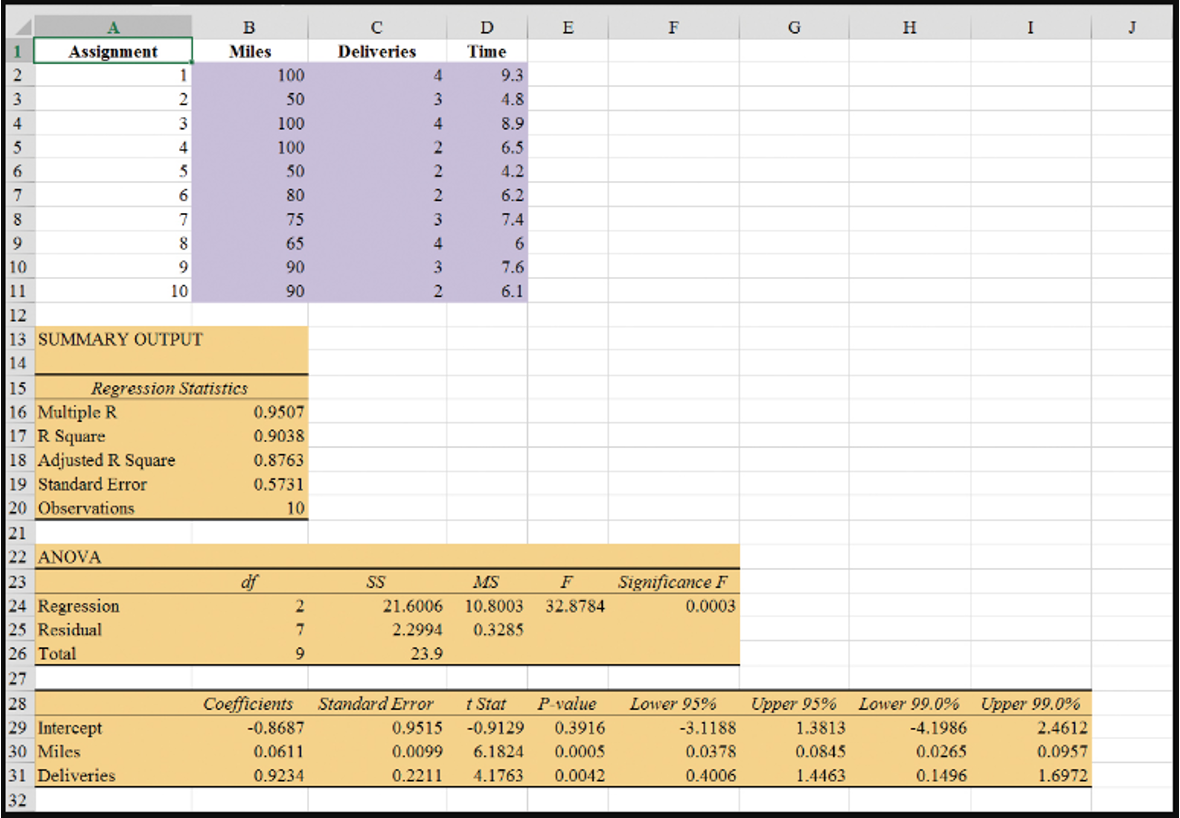 A B C D E F G H I J
1 Assignment Miles Deliveries Time
2 1 100 4 9.3
3 2 50 3 4.8
4 3 100 4 8.9
5 4 100 2 6.5
6 5 50 2 4.2
7 6 80 2 6.2
8 7 75 3 7.4
9 8 65 4 6
10 9 90 3 7.6
11 10 90 2 6.1
12
13 SUMMARY OUTPUT
14
15 Regression Statistics
16 Multiple R 0.9507
17 R Square 0.9038
18 Adjusted R Square 0.8763
19 Standard Error 0.5731
20 Observations 10
21
22 ANOVA
23 df SS MS F Significance F
24 Regression 2 21.6006 10.8003 32.8784 0.0003
25 Residual 7 2.2994 0.3285
26 Total 9 23.9
27
28 Coefficients Standard Error t Stat P-value Lower 95% Upper 95% Lower 99.0% Upper 99.0%
29 Intercept -0.8687 0.9515 -0.9129 0.3916 -3.1188 1.3813 -4.1986 2.4612
30 Miles 0.0611 0.0099 6.1824 0.0005 0.0378 0.0845 0.0265 0.0957
31 Deliveries 0.9234 0.2211 4.1763 0.0042 0.4006 1.4463 0.1496 1.6972
32